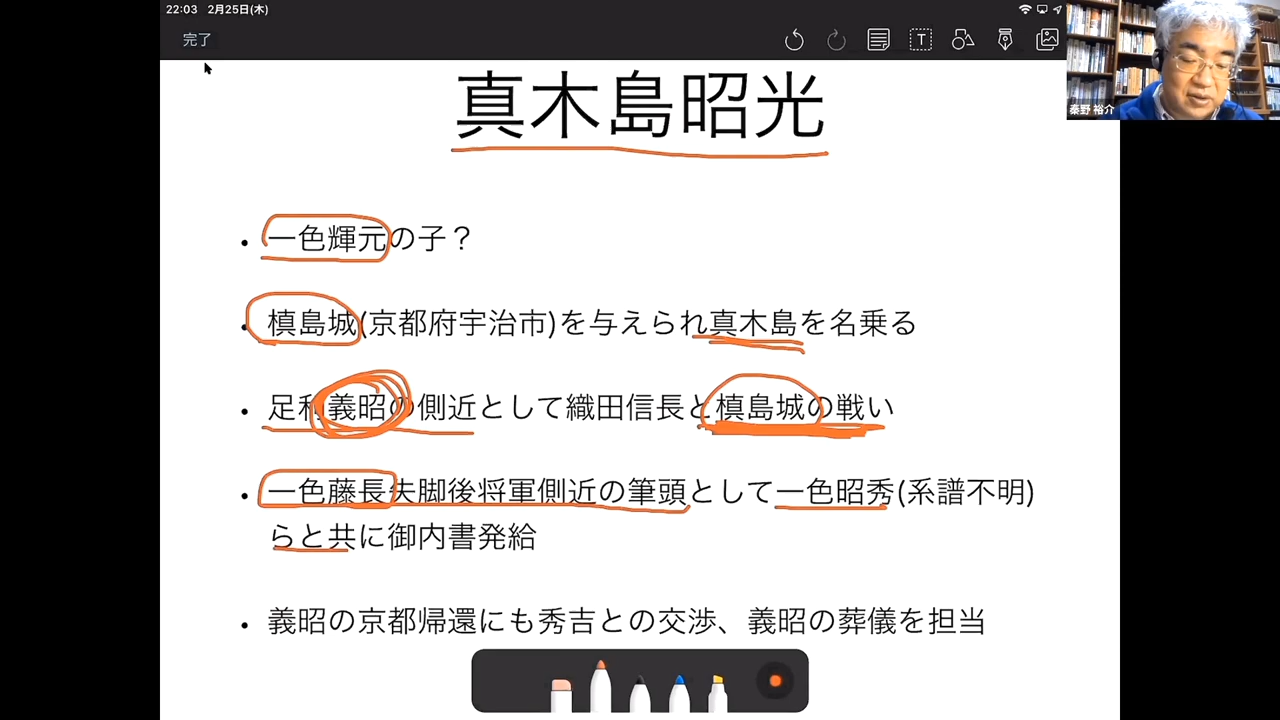 22:03 2月25日(木)
完了
秦野 裕介
真木島昭光
• 一色輝元の子？
• 槙島城(京都府宇治市)を与えられ真木島を名乗る
• 足利義昭の側近として織田信長と槙島城の戦い
• 一色藤長失脚後将軍側近の筆頭として一色昭秀(系譜不明)
らと共に御内書発給
• 義昭の京都帰還にも秀吉との交渉、義昭の葬儀を担当